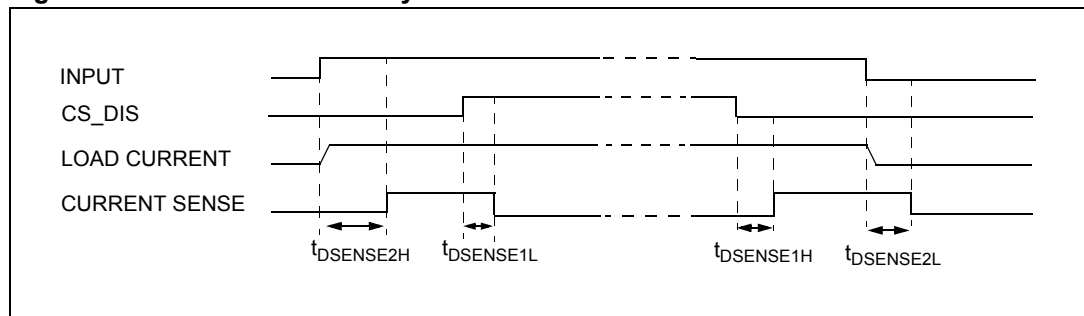 INPUT
CS_DIS
LOAD CURRENT
CURRENT SENSE
tDSENSE2H tDSENSE1L tDSENSE1H tDSENSE2L